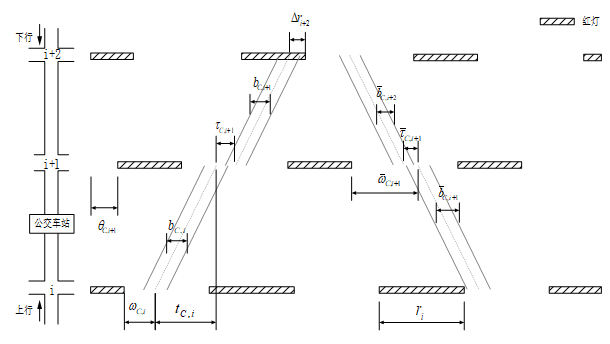 下行
Δr_{i+2}
红灯
i+2
b_{C,i+1}
b̄_{C,i+2}
τ_{C,i+1}
τ̄_{C,i+1}
i+1
ω̄_{C,i+1}
b̄_{C,i+1}
θ_{C,i+1}
公交车站
b_{C,i}
i
上行
ω_{C,i}
t_{C,i}
r_i